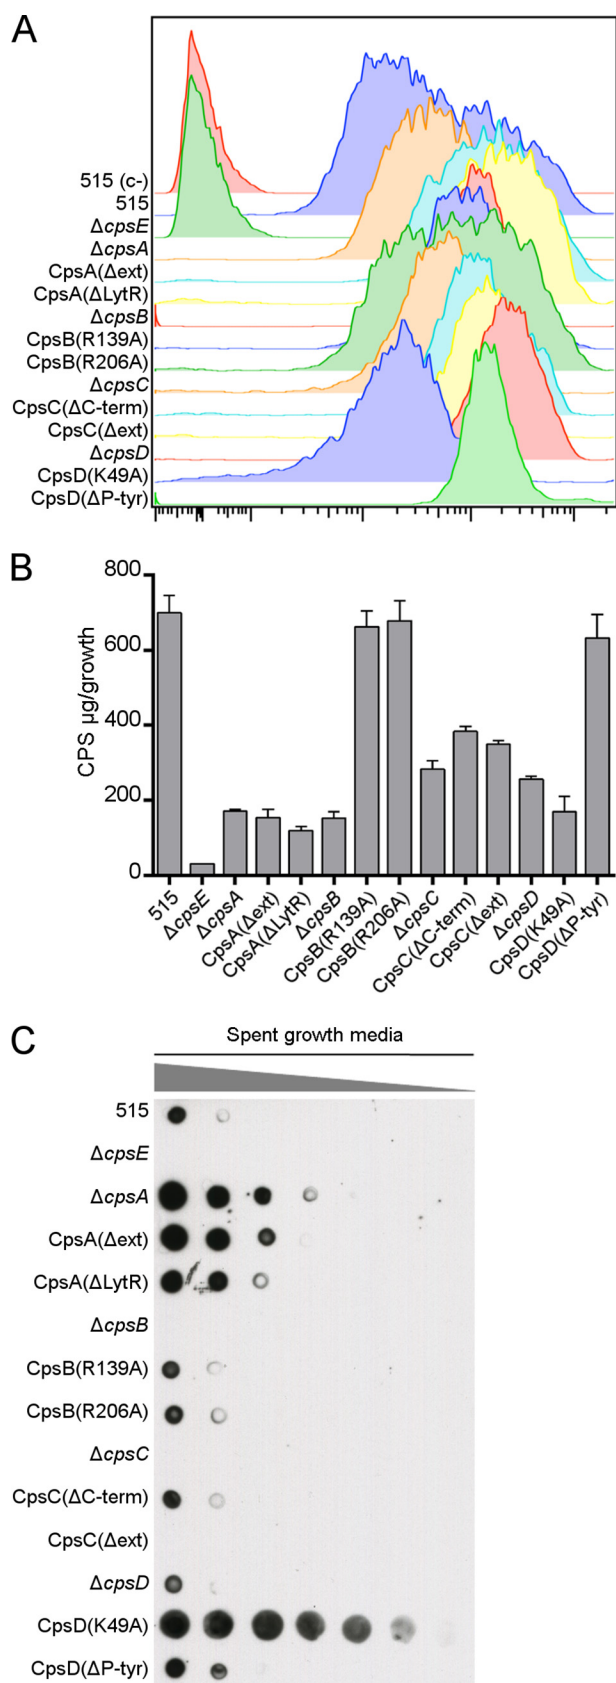 A
515 (c-)
515
ΔcpsE
ΔcpsA
CpsA(Δext)
CpsA(ΔLytR)
ΔcpsB
CpsB(R139A)
CpsB(R206A)
ΔcpsC
CpsC(ΔC-term)
CpsC(Δext)
ΔcpsD
CpsD(K49A)
CpsD(ΔP-tyr)
B
CPS µg/growth
800
600
400
200
0
515
ΔcpsE
ΔcpsA
CpsA(Δext)
CpsA(ΔLytR)
ΔcpsB
CpsB(R139A)
CpsB(R206A)
ΔcpsC
CpsC(ΔC-term)
CpsC(Δext)
ΔcpsD
CpsD(K49A)
CpsD(ΔP-tyr)
C
Spent growth media
515
ΔcpsE
ΔcpsA
CpsA(Δext)
CpsA(ΔLytR)
ΔcpsB
CpsB(R139A)
CpsB(R206A)
ΔcpsC
CpsC(ΔC-term)
CpsC(Δext)
ΔcpsD
CpsD(K49A)
CpsD(ΔP-tyr)